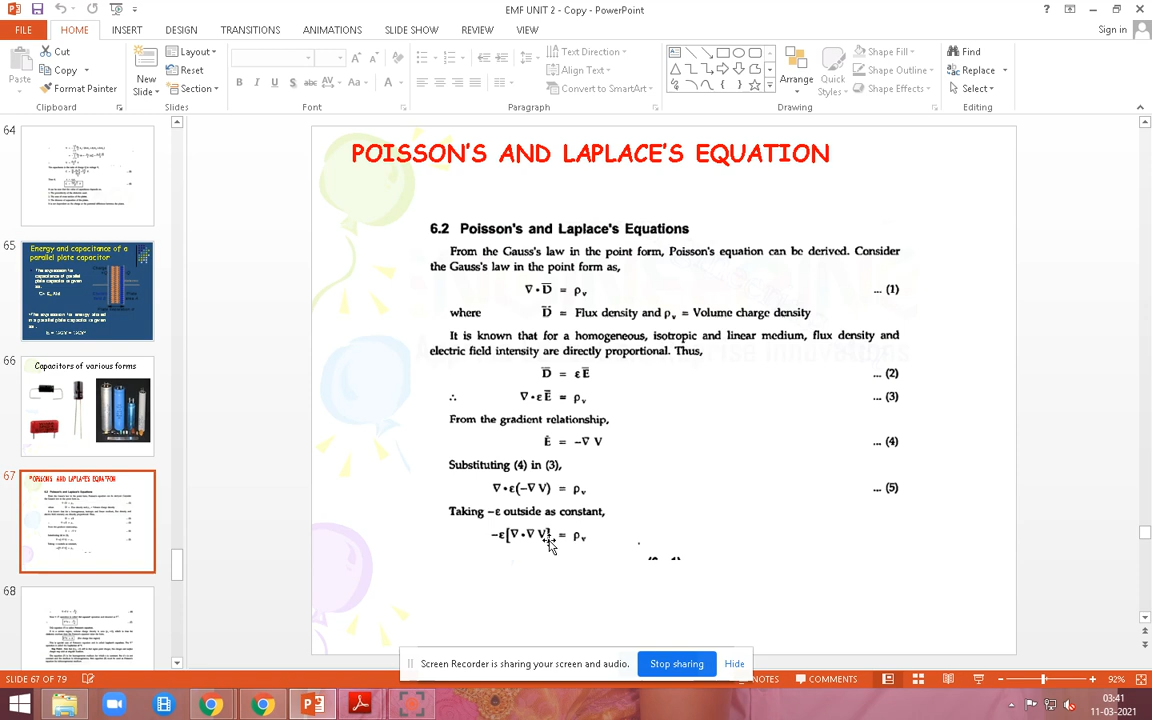 EMF UNIT 2 - Copy - PowerPoint
FILE HOME INSERT DESIGN TRANSITIONS ANIMATIONS SLIDE SHOW REVIEW VIEW Sign in
Paste Cut Copy Format Painter
New Slide Layout Reset Section
B I U S abc AV Aa A
Text Direction Align Text Convert to SmartArt
Arrange Quick Styles Shape Fill Shape Outline Shape Effects
Find Replace Select
Clipboard Slides Font Paragraph Drawing Editing
64
65
Energy and capacitance of a
parallel plate capacitor
66
Capacitors of various forms
67
POISSON'S AND LAPLACE'S EQUATION
68
POISSON'S AND LAPLACE'S EQUATION
6.2 Poisson's and Laplace's Equations
From the Gauss's law in the point form, Poisson's equation can be derived. Consider
the Gauss's law in the point form as,
∇•D̅ = ρᵥ ... (1)
where D̅ = Flux density and ρᵥ = Volume charge density
It is known that for a homogeneous, isotropic and linear medium, flux density and
electric field intensity are directly proportional. Thus,
D̅ = εE̅ ... (2)
∴ ∇•εE̅ = ρᵥ ... (3)
From the gradient relationship,
E̅ = −∇ V ... (4)
Substituting (4) in (3),
∇•ε(−∇ V) = ρᵥ ... (5)
Taking −ε outside as constant,
−ε[∇•∇ V] = ρᵥ
Screen Recorder is sharing your screen and audio. Stop sharing Hide
SLIDE 67 OF 79 NOTES COMMENTS 92%
03:41
11-03-2021